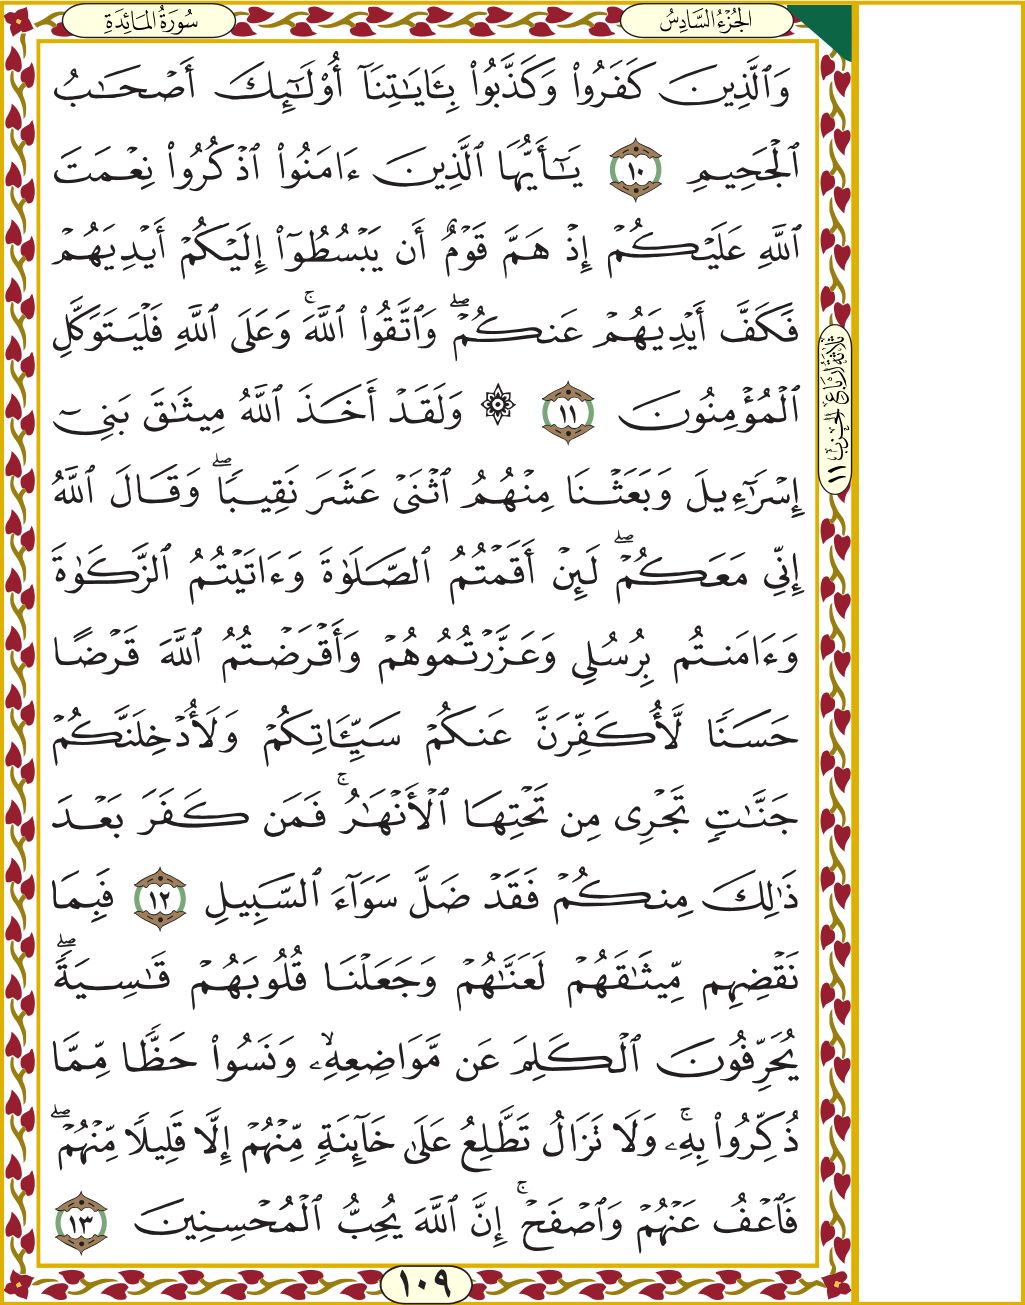 الجُزْءُ السَّادِسُ
سُورَةُ المَائِدَةِ
وَٱلَّذِينَ كَفَرُوا۟ وَكَذَّبُوا۟ بِـَٔايَـٰتِنَآ أُو۟لَـٰٓئِكَ أَصْحَـٰبُ
ٱلْجَحِيمِ ١٠ يَـٰٓأَيُّهَا ٱلَّذِينَ ءَامَنُوا۟ ٱذْكُرُوا۟ نِعْمَتَ
ٱللَّهِ عَلَيْكُمْ إِذْ هَمَّ قَوْمٌ أَن يَبْسُطُوٓا۟ إِلَيْكُمْ أَيْدِيَهُمْ
فَكَفَّ أَيْدِيَهُمْ عَنكُمْ ۖ وَٱتَّقُوا۟ ٱللَّهَ ۚ وَعَلَى ٱللَّهِ فَلْيَتَوَكَّلِ
ٱلْمُؤْمِنُونَ ١١ ۞ وَلَقَدْ أَخَذَ ٱللَّهُ مِيثَـٰقَ بَنِىٓ
إِسْرَٰٓءِيلَ وَبَعَثْنَا مِنْهُمُ ٱثْنَىْ عَشَرَ نَقِيبًا ۖ وَقَالَ ٱللَّهُ
إِنِّى مَعَكُمْ ۖ لَئِنْ أَقَمْتُمُ ٱلصَّلَوٰةَ وَءَاتَيْتُمُ ٱلزَّكَوٰةَ
وَءَامَنتُم بِرُسُلِى وَعَزَّرْتُمُوهُمْ وَأَقْرَضْتُمُ ٱللَّهَ قَرْضًا
حَسَنًا لَّأُكَفِّرَنَّ عَنكُمْ سَيِّـَٔاتِكُمْ وَلَأُدْخِلَنَّكُمْ
جَنَّـٰتٍ تَجْرِى مِن تَحْتِهَا ٱلْأَنْهَـٰرُ ۚ فَمَن كَفَرَ بَعْدَ
ذَٰلِكَ مِنكُمْ فَقَدْ ضَلَّ سَوَآءَ ٱلسَّبِيلِ ١٢ فَبِمَا
نَقْضِهِم مِّيثَـٰقَهُمْ لَعَنَّـٰهُمْ وَجَعَلْنَا قُلُوبَهُمْ قَـٰسِيَةً ۖ
يُحَرِّفُونَ ٱلْكَلِمَ عَن مَّوَاضِعِهِۦ ۙ وَنَسُوا۟ حَظًّا مِّمَّا
ذُكِّرُوا۟ بِهِۦ ۚ وَلَا تَزَالُ تَطَّلِعُ عَلَىٰ خَآئِنَةٍ مِّنْهُمْ إِلَّا قَلِيلًا مِّنْهُمْ ۖ
فَٱعْفُ عَنْهُمْ وَٱصْفَحْ ۚ إِنَّ ٱللَّهَ يُحِبُّ ٱلْمُحْسِنِينَ ١٣
ثَلَاثَةُ أَرْبَاعِ الحِزْب ١١
١٠٩